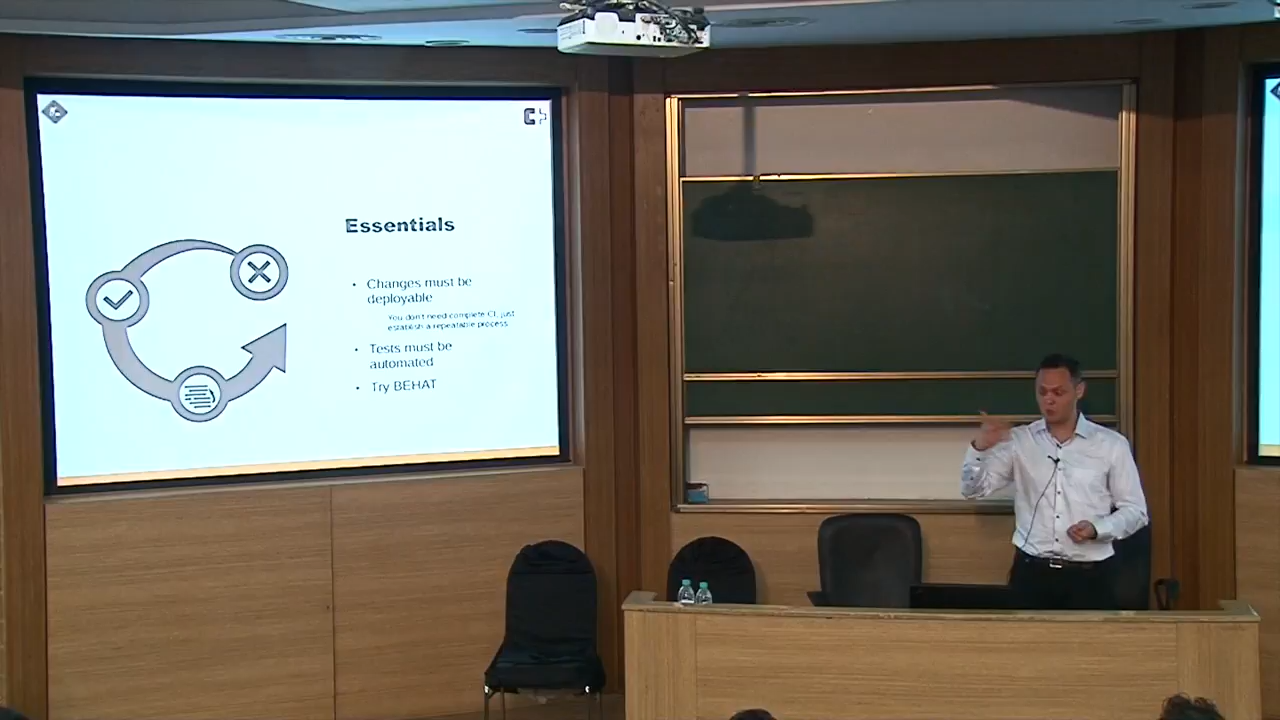 Essentials
• Changes must be
deployable
You don't need complete CI, just
establish a repeatable process
• Tests must be
automated
• Try BEHAT